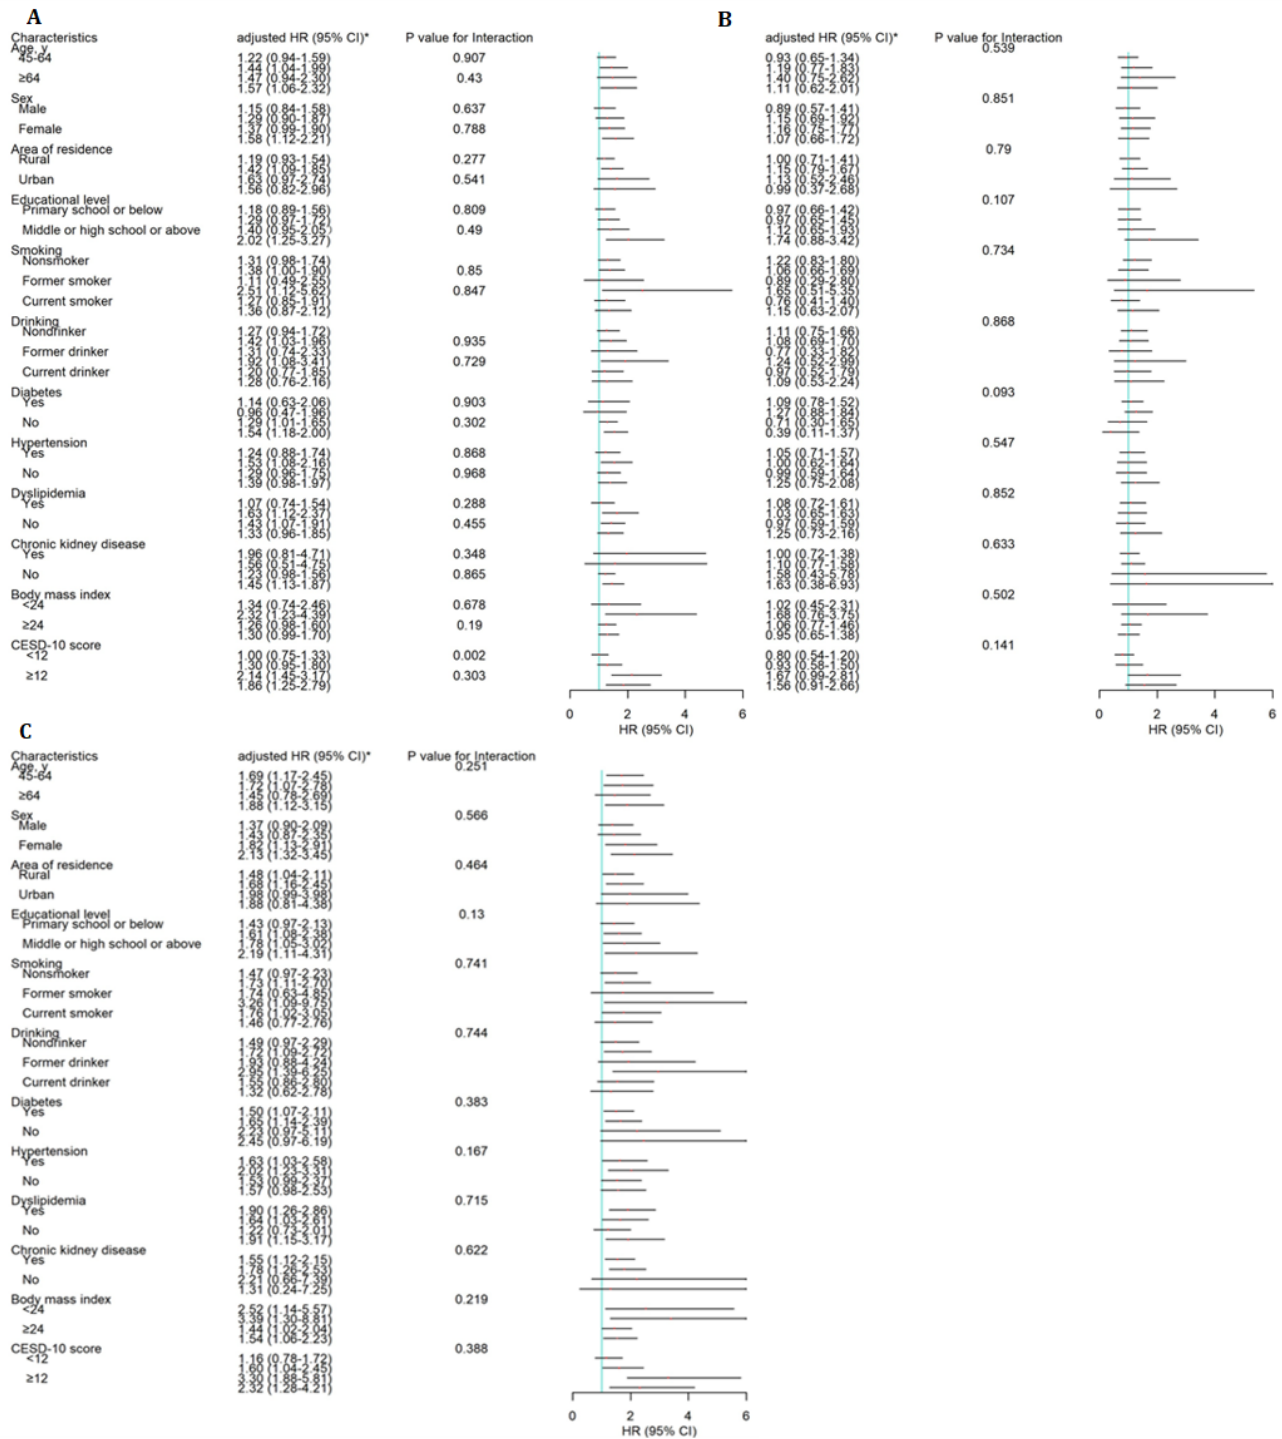 A
B
Characteristics adjusted HR (95% CI)* P value for Interaction adjusted HR (95% CI)* P value for Interaction
Age, y 0.539
45-64 1.22 (0.94-1.59) 0.907 0.93 (0.65-1.34)
1.44 (1.04-1.99) 1.19 (0.77-1.83)
≥64 1.47 (0.94-2.30) 0.43 1.40 (0.75-2.62)
1.57 (1.06-2.32) 1.11 (0.62-2.01)
Sex 0.851
Male 1.15 (0.84-1.58) 0.637 0.89 (0.57-1.41)
1.29 (0.90-1.87) 1.15 (0.69-1.92)
Female 1.37 (0.99-1.90) 0.788 1.16 (0.75-1.77)
1.58 (1.12-2.21) 1.07 (0.66-1.72)
Area of residence 0.79
Rural 1.19 (0.93-1.54) 0.277 1.00 (0.71-1.41)
1.42 (1.09-1.85) 1.15 (0.79-1.67)
Urban 1.63 (0.97-2.74) 0.541 1.13 (0.52-2.46)
1.56 (0.82-2.96) 0.99 (0.37-2.68)
Educational level 0.107
Primary school or below 1.18 (0.89-1.56) 0.809 0.97 (0.66-1.42)
1.29 (0.97-1.72) 0.97 (0.65-1.45)
Middle or high school or above 1.40 (0.95-2.05) 0.49 1.12 (0.65-1.93)
2.02 (1.25-3.27) 1.74 (0.88-3.42)
Smoking 0.734
Nonsmoker 1.31 (0.98-1.74) 1.22 (0.83-1.80)
1.38 (1.00-1.90) 0.85 1.06 (0.66-1.69)
Former smoker 1.11 (0.49-2.55) 0.89 (0.29-2.80)
2.51 (1.12-5.62) 0.847 1.65 (0.51-5.35)
Current smoker 1.27 (0.85-1.91) 0.76 (0.41-1.40)
1.36 (0.87-2.12) 1.15 (0.63-2.07)
Drinking 0.868
Nondrinker 1.27 (0.94-1.72) 1.11 (0.75-1.66)
1.42 (1.03-1.96) 0.935 1.08 (0.69-1.70)
Former drinker 1.31 (0.74-2.33) 0.77 (0.33-1.82)
1.92 (1.08-3.41) 0.729 1.24 (0.52-2.99)
Current drinker 1.20 (0.77-1.85) 0.97 (0.52-1.79)
1.28 (0.76-2.16) 1.09 (0.53-2.24)
Diabetes 0.093
Yes 1.14 (0.63-2.06) 0.903 1.09 (0.78-1.52)
0.96 (0.47-1.96) 1.27 (0.88-1.84)
No 1.29 (1.01-1.65) 0.302 0.71 (0.30-1.65)
1.54 (1.18-2.00) 0.39 (0.11-1.37)
Hypertension 0.547
Yes 1.24 (0.88-1.74) 0.868 1.05 (0.71-1.57)
1.53 (1.08-2.16) 1.00 (0.62-1.64)
No 1.29 (0.96-1.75) 0.968 0.99 (0.59-1.64)
1.39 (0.98-1.97) 1.25 (0.75-2.08)
Dyslipidemia 0.852
Yes 1.07 (0.74-1.54) 0.288 1.08 (0.72-1.61)
1.63 (1.12-2.37) 1.03 (0.65-1.63)
No 1.43 (1.07-1.91) 0.455 0.97 (0.59-1.59)
1.33 (0.96-1.85) 1.25 (0.73-2.16)
Chronic kidney disease 0.633
Yes 1.96 (0.81-4.71) 0.348 1.00 (0.72-1.38)
1.56 (0.51-4.75) 1.10 (0.77-1.58)
No 1.23 (0.98-1.56) 0.865 1.58 (0.43-5.78)
1.45 (1.13-1.87) 1.63 (0.38-6.93)
Body mass index 0.502
<24 1.34 (0.74-2.46) 0.678 1.02 (0.45-2.31)
2.32 (1.23-4.39) 1.68 (0.76-3.75)
≥24 1.26 (0.98-1.60) 0.19 1.06 (0.77-1.46)
1.30 (0.99-1.70) 0.95 (0.65-1.38)
CESD-10 score 0.141
<12 1.00 (0.75-1.33) 0.002 0.80 (0.54-1.20)
1.30 (0.95-1.80) 0.93 (0.58-1.50)
≥12 2.14 (1.45-3.17) 0.303 1.67 (0.99-2.81)
1.86 (1.25-2.79) 1.56 (0.91-2.66)
0 2 4 6 0 2 4 6
HR (95% CI) HR (95% CI)
C
Characteristics adjusted HR (95% CI)* P value for Interaction
Age, y 0.251
45-64 1.69 (1.17-2.45)
1.72 (1.07-2.78)
≥64 1.45 (0.78-2.69)
1.88 (1.12-3.15)
Sex 0.566
Male 1.37 (0.90-2.09)
1.43 (0.87-2.35)
Female 1.82 (1.13-2.91)
2.13 (1.32-3.45)
Area of residence 0.464
Rural 1.48 (1.04-2.11)
1.68 (1.16-2.45)
Urban 1.98 (0.99-3.98)
1.88 (0.81-4.38)
Educational level 0.13
Primary school or below 1.43 (0.97-2.13)
1.61 (1.08-2.38)
Middle or high school or above 1.78 (1.05-3.02)
2.19 (1.11-4.31)
Smoking 0.741
Nonsmoker 1.47 (0.97-2.23)
1.73 (1.11-2.70)
Former smoker 1.74 (0.63-4.85)
3.26 (1.09-9.75)
Current smoker 1.76 (1.02-3.05)
1.46 (0.77-2.76)
Drinking 0.744
Nondrinker 1.49 (0.97-2.29)
1.72 (1.09-2.72)
Former drinker 1.93 (0.88-4.24)
2.95 (1.39-6.25)
Current drinker 1.55 (0.86-2.80)
1.32 (0.62-2.78)
Diabetes 0.383
Yes 1.50 (1.07-2.11)
1.65 (1.14-2.39)
No 2.23 (0.97-5.11)
2.45 (0.97-6.19)
Hypertension 0.167
Yes 1.63 (1.03-2.58)
2.02 (1.23-3.31)
No 1.53 (0.99-2.37)
1.57 (0.98-2.53)
Dyslipidemia 0.715
Yes 1.90 (1.26-2.86)
1.64 (1.03-2.61)
No 1.22 (0.73-2.01)
1.91 (1.15-3.17)
Chronic kidney disease 0.622
Yes 1.55 (1.12-2.15)
1.78 (1.26-2.53)
No 2.21 (0.66-7.39)
1.31 (0.24-7.25)
Body mass index 0.219
<24 2.52 (1.14-5.57)
3.39 (1.30-8.81)
≥24 1.44 (1.02-2.04)
1.54 (1.06-2.23)
CESD-10 score 0.388
<12 1.16 (0.78-1.72)
1.60 (1.04-2.45)
≥12 3.30 (1.88-5.81)
2.32 (1.28-4.21)
0 2 4 6
HR (95% CI)